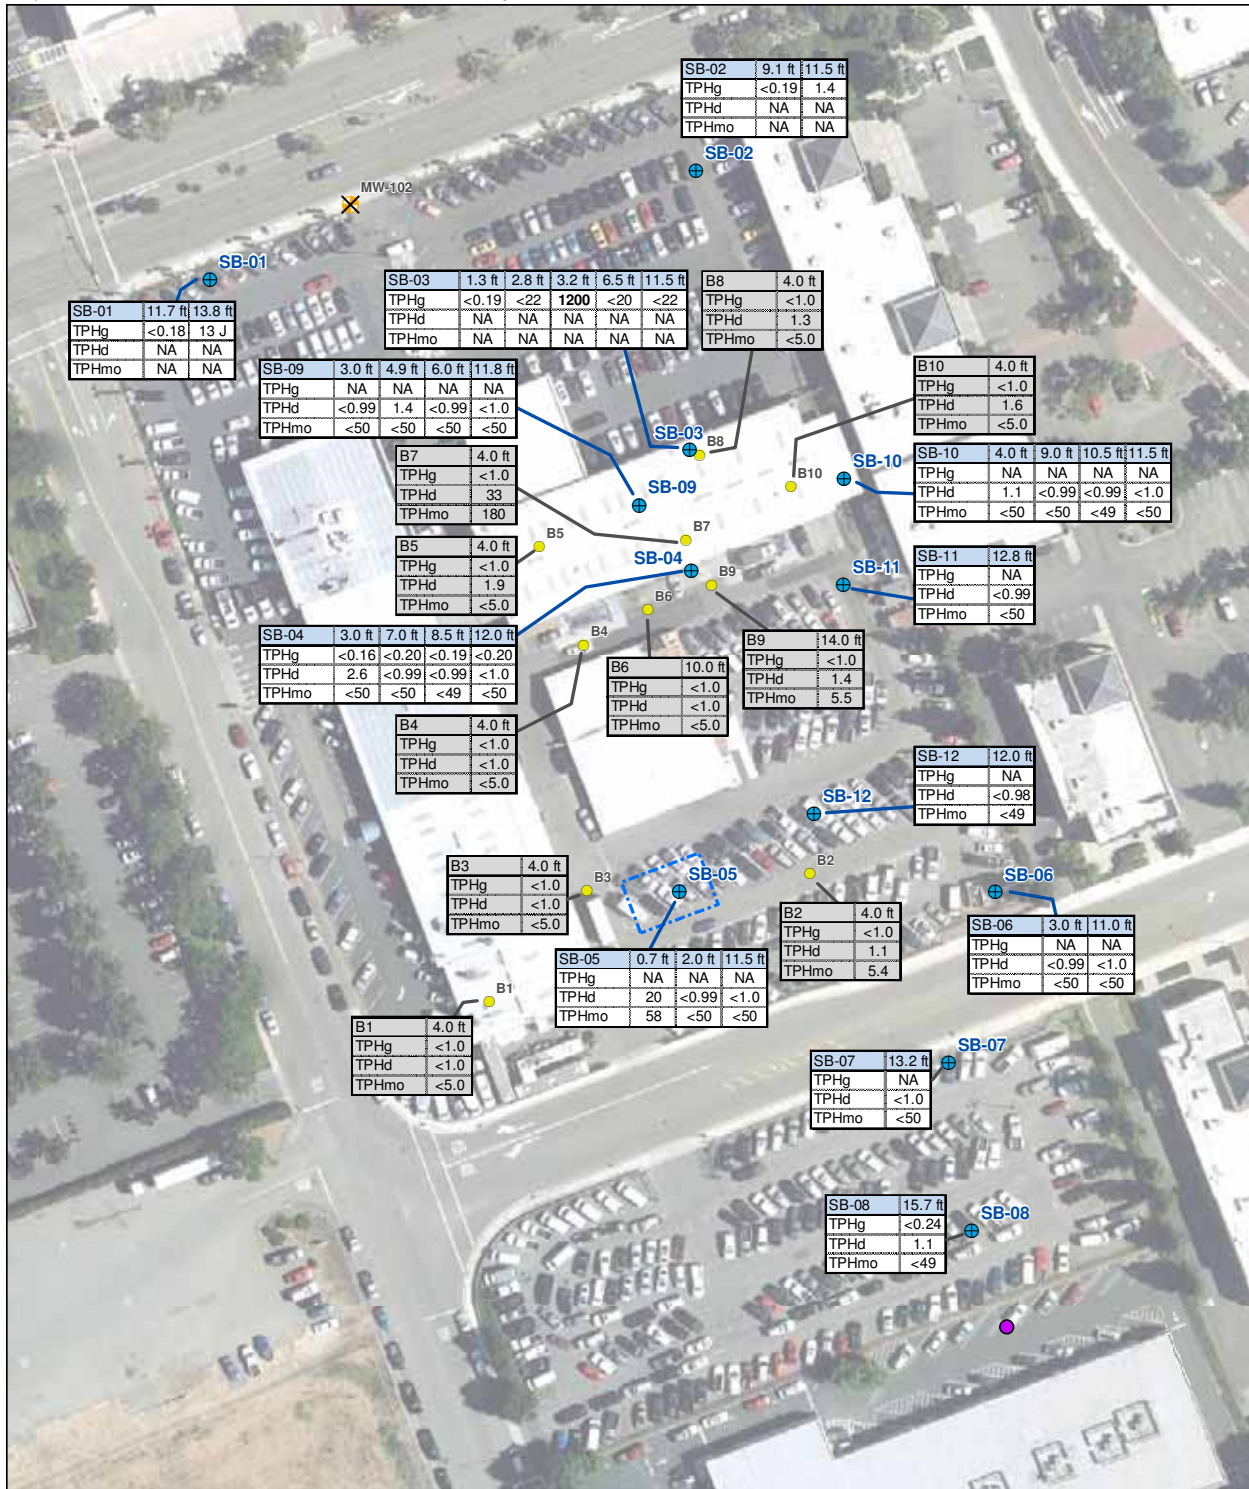 SB-02 9.1 ft 11.5 ft
TPHg <0.19 1.4
TPHd NA NA
TPHmo NA NA
SB-02
MW-102
SB-01
SB-01 11.7 ft 13.8 ft
TPHg <0.18 13 J
TPHd NA NA
TPHmo NA NA
SB-03 1.3 ft 2.8 ft 3.2 ft 6.5 ft 11.5 ft
TPHg <0.19 <22 1200 <20 <22
TPHd NA NA NA NA NA
TPHmo NA NA NA NA NA
B8 4.0 ft
TPHg <1.0
TPHd 1.3
TPHmo <5.0
SB-09 3.0 ft 4.9 ft 6.0 ft 11.8 ft
TPHg NA NA NA NA
TPHd <0.99 1.4 <0.99 <1.0
TPHmo <50 <50 <50 <50
B10 4.0 ft
TPHg <1.0
TPHd 1.6
TPHmo <5.0
SB-03
B8
B7 4.0 ft
TPHg <1.0
TPHd 33
TPHmo 180
SB-09
B10
SB-10
SB-10 4.0 ft 9.0 ft 10.5 ft 11.5 ft
TPHg NA NA NA NA
TPHd 1.1 <0.99 <0.99 <1.0
TPHmo <50 <50 <49 <50
B5 4.0 ft
TPHg <1.0
TPHd 1.9
TPHmo <5.0
B5
B7
SB-04
B9
SB-11
SB-11 12.8 ft
TPHg NA
TPHd <0.99
TPHmo <50
B6
B4
SB-04 3.0 ft 7.0 ft 8.5 ft 12.0 ft
TPHg <0.16 <0.20 <0.19 <0.20
TPHd 2.6 <0.99 <0.99 <1.0
TPHmo <50 <50 <49 <50
B6 10.0 ft
TPHg <1.0
TPHd <1.0
TPHmo <5.0
B9 14.0 ft
TPHg <1.0
TPHd 1.4
TPHmo 5.5
B4 4.0 ft
TPHg <1.0
TPHd <1.0
TPHmo <5.0
SB-12 12.0 ft
TPHg NA
TPHd <0.98
TPHmo <49
SB-12
B3 4.0 ft
TPHg <1.0
TPHd <1.0
TPHmo <5.0
B3
SB-05
B2
SB-06
B2 4.0 ft
TPHg <1.0
TPHd 1.1
TPHmo 5.4
SB-06 3.0 ft 11.0 ft
TPHg NA NA
TPHd <0.99 <1.0
TPHmo <50 <50
SB-05 0.7 ft 2.0 ft 11.5 ft
TPHg NA NA NA
TPHd 20 <0.99 <1.0
TPHmo 58 <50 <50
B1
B1 4.0 ft
TPHg <1.0
TPHd <1.0
TPHmo <5.0
SB-07
SB-07 13.2 ft
TPHg NA
TPHd <1.0
TPHmo <50
SB-08 15.7 ft
TPHg <0.24
TPHd 1.1
TPHmo <49
SB-08